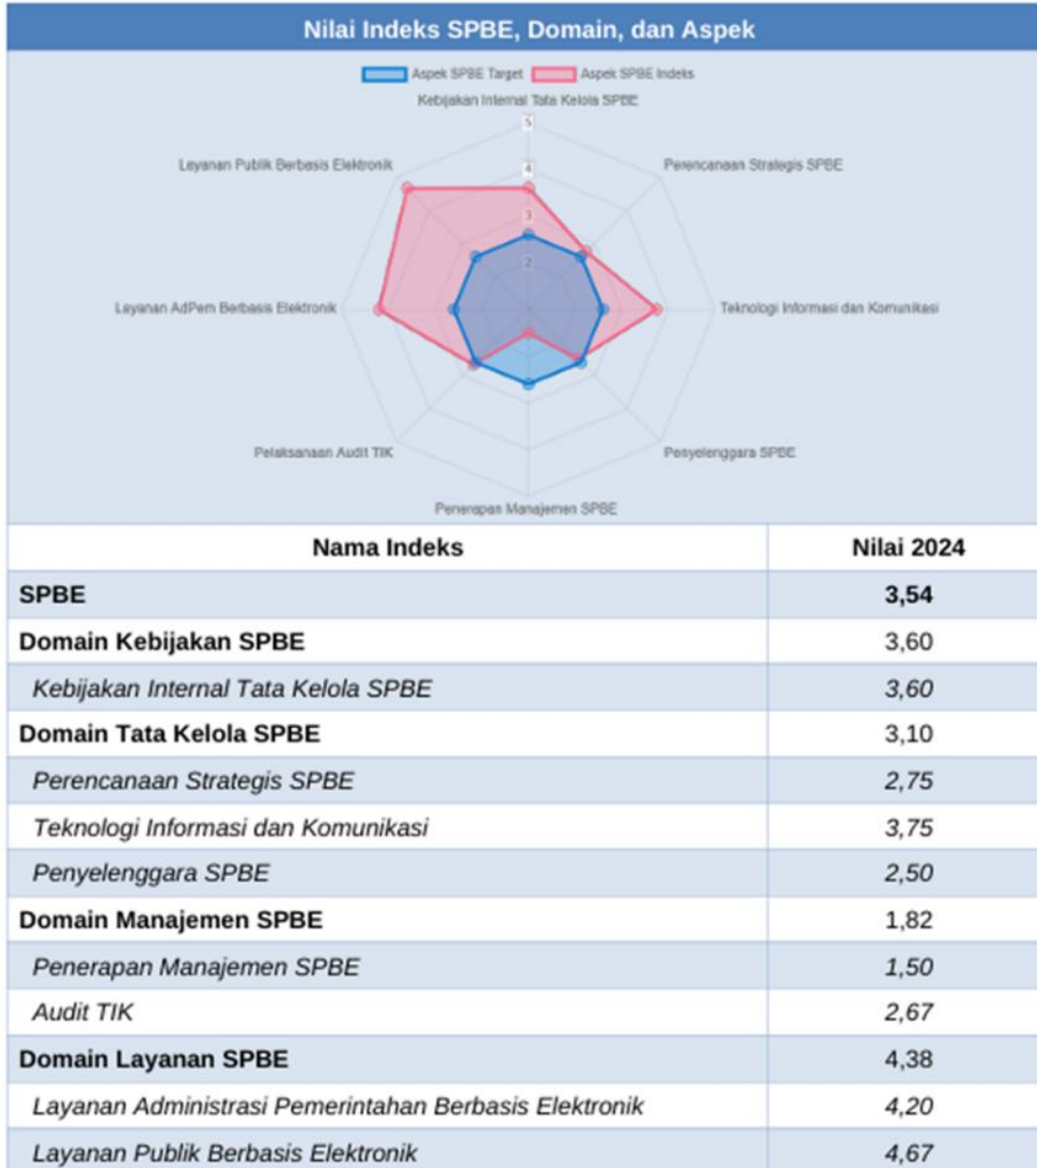 Nilai Indeks SPBE, Domain, dan Aspek
Aspek SPBE Target Aspek SPBE Indeks
Kebijakan Internal Tata Kelola SPBE
5
Layanan Publik Berbasis Elektronik
Perencanaan Strategis SPBE
4
3
2
Layanan AdPem Berbasis Elektronik
Teknologi Informasi dan Komunikasi
Pelaksanaan Audit TIK
Penyelenggara SPBE
Penerapan Manajemen SPBE
Nama Indeks Nilai 2024
SPBE 3,54
Domain Kebijakan SPBE 3,60
Kebijakan Internal Tata Kelola SPBE 3,60
Domain Tata Kelola SPBE 3,10
Perencanaan Strategis SPBE 2,75
Teknologi Informasi dan Komunikasi 3,75
Penyelenggara SPBE 2,50
Domain Manajemen SPBE 1,82
Penerapan Manajemen SPBE 1,50
Audit TIK 2,67
Domain Layanan SPBE 4,38
Layanan Administrasi Pemerintahan Berbasis Elektronik 4,20
Layanan Publik Berbasis Elektronik 4,67